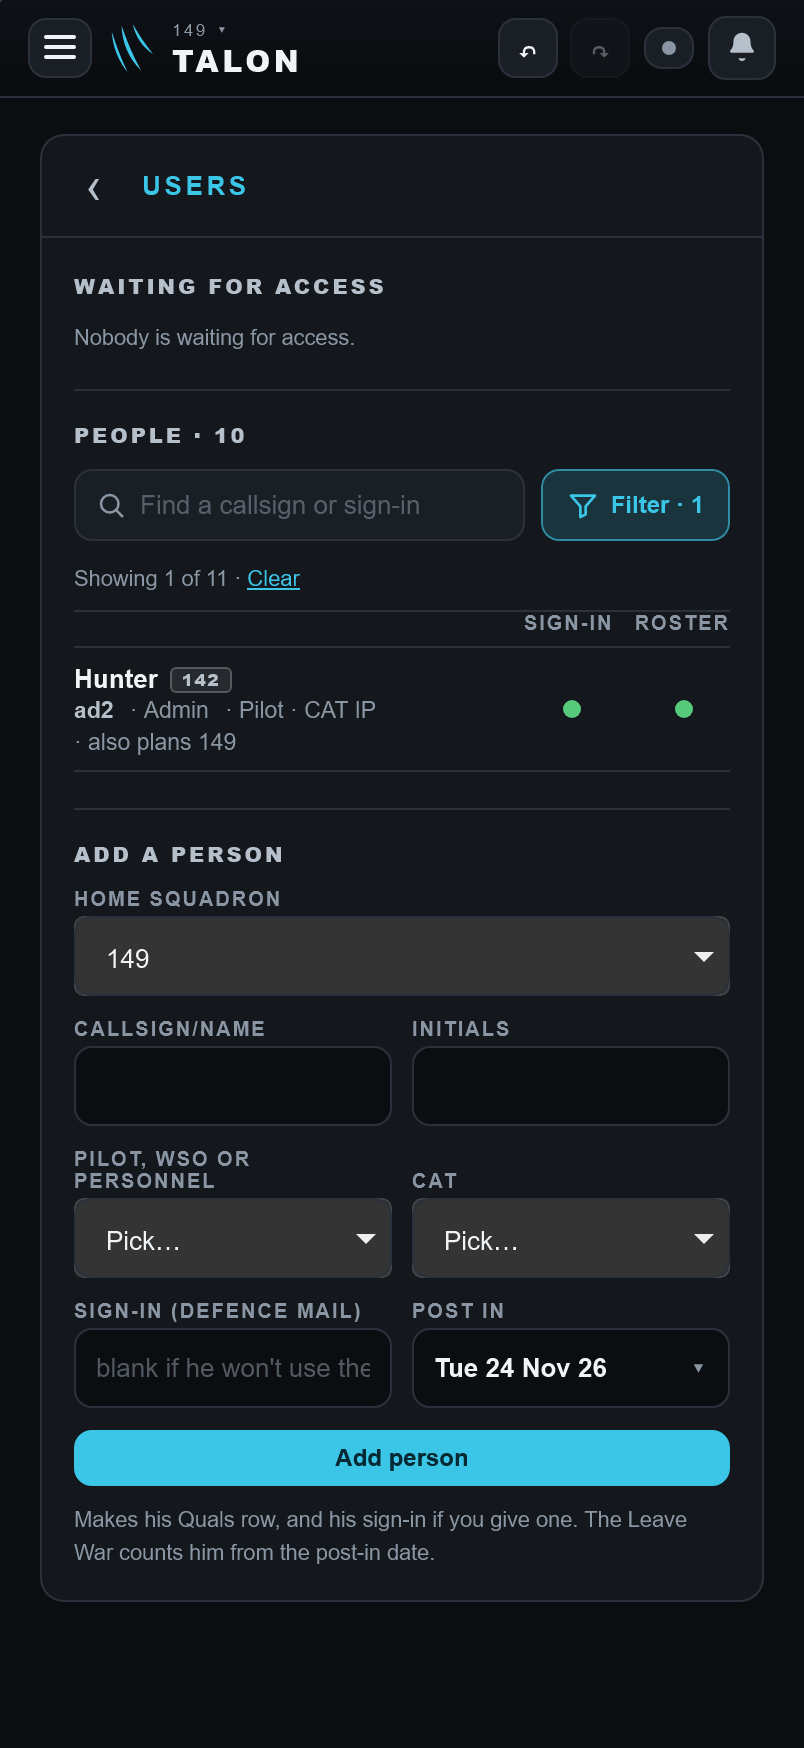 149 ▾
TALON
USERS
WAITING FOR ACCESS
Nobody is waiting for access.
PEOPLE · 10
Find a callsign or sign-in
Filter · 1
Showing 1 of 11 · Clear
SIGN-IN ROSTER
Hunter 142
ad2 · Admin · Pilot · CAT IP
· also plans 149
ADD A PERSON
HOME SQUADRON
149
CALLSIGN/NAME INITIALS
PILOT, WSO OR
PERSONNEL CAT
Pick... Pick...
SIGN-IN (DEFENCE MAIL) POST IN
blank if he won't use the Tue 24 Nov 26
Add person
Makes his Quals row, and his sign-in if you give one. The Leave
War counts him from the post-in date.